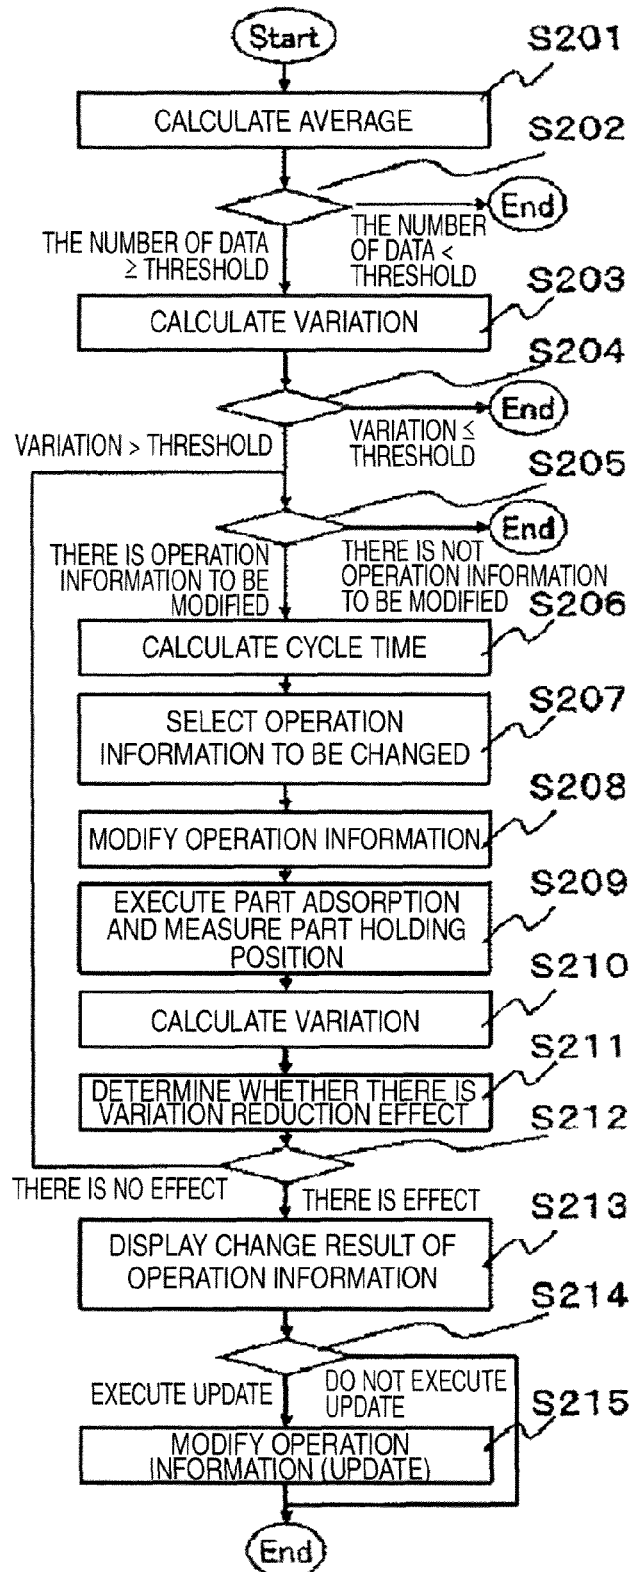 Start
S201
CALCULATE AVERAGE
S202
End
THE NUMBER OF DATA
≥ THRESHOLD
THE NUMBER
OF DATA <
THRESHOLD
S203
CALCULATE VARIATION
S204
End
VARIATION > THRESHOLD
VARIATION ≤
THRESHOLD
S205
End
THERE IS OPERATION
INFORMATION TO BE
MODIFIED
THERE IS NOT
OPERATION INFORMATION
TO BE MODIFIED
S206
CALCULATE CYCLE TIME
S207
SELECT OPERATION
INFORMATION TO BE CHANGED
S208
MODIFY OPERATION INFORMATION
S209
EXECUTE PART ADSORPTION
AND MEASURE PART HOLDING
POSITION
S210
CALCULATE VARIATION
S211
DETERMINE WHETHER THERE IS
VARIATION REDUCTION EFFECT
S212
THERE IS NO EFFECT
THERE IS EFFECT
S213
DISPLAY CHANGE RESULT OF
OPERATION INFORMATION
S214
EXECUTE UPDATE
DO NOT EXECUTE
UPDATE
S215
MODIFY OPERATION
INFORMATION (UPDATE)
End